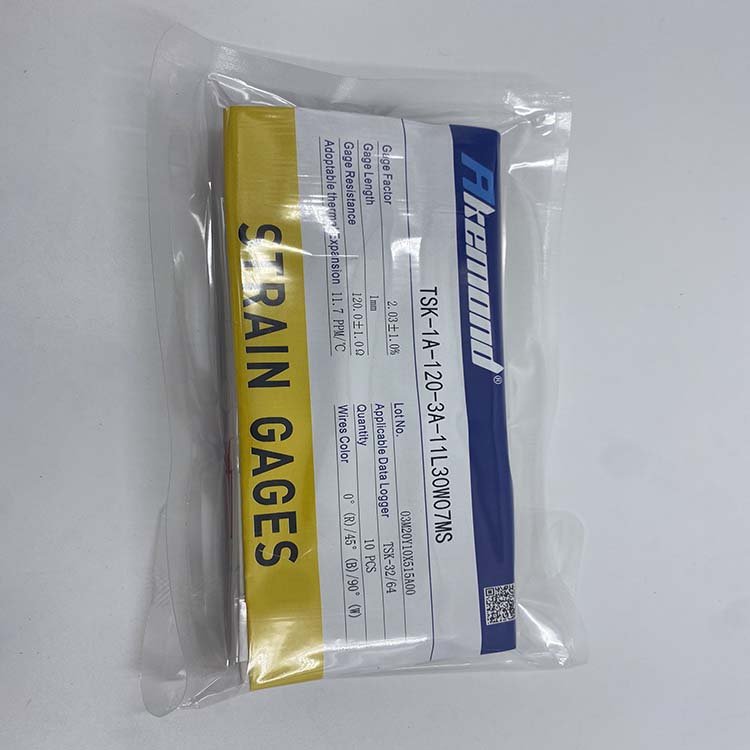 Akemond®
TSK-1A-120-3A-11L30W07MS
Gage Factor 2.03±1.0%
Gage Length 1mm
Gage Resistance 120.0±1.0Ω
Adoptable thermal Expansion 11.7 PPM/℃
Lot No. 03M20Y10X515A00
Applicable Data Logger TSK-32/64
Quantity 10 PCS
Wires Color 0° (R)/45° (B)/90° (W)
STRAIN GAGES